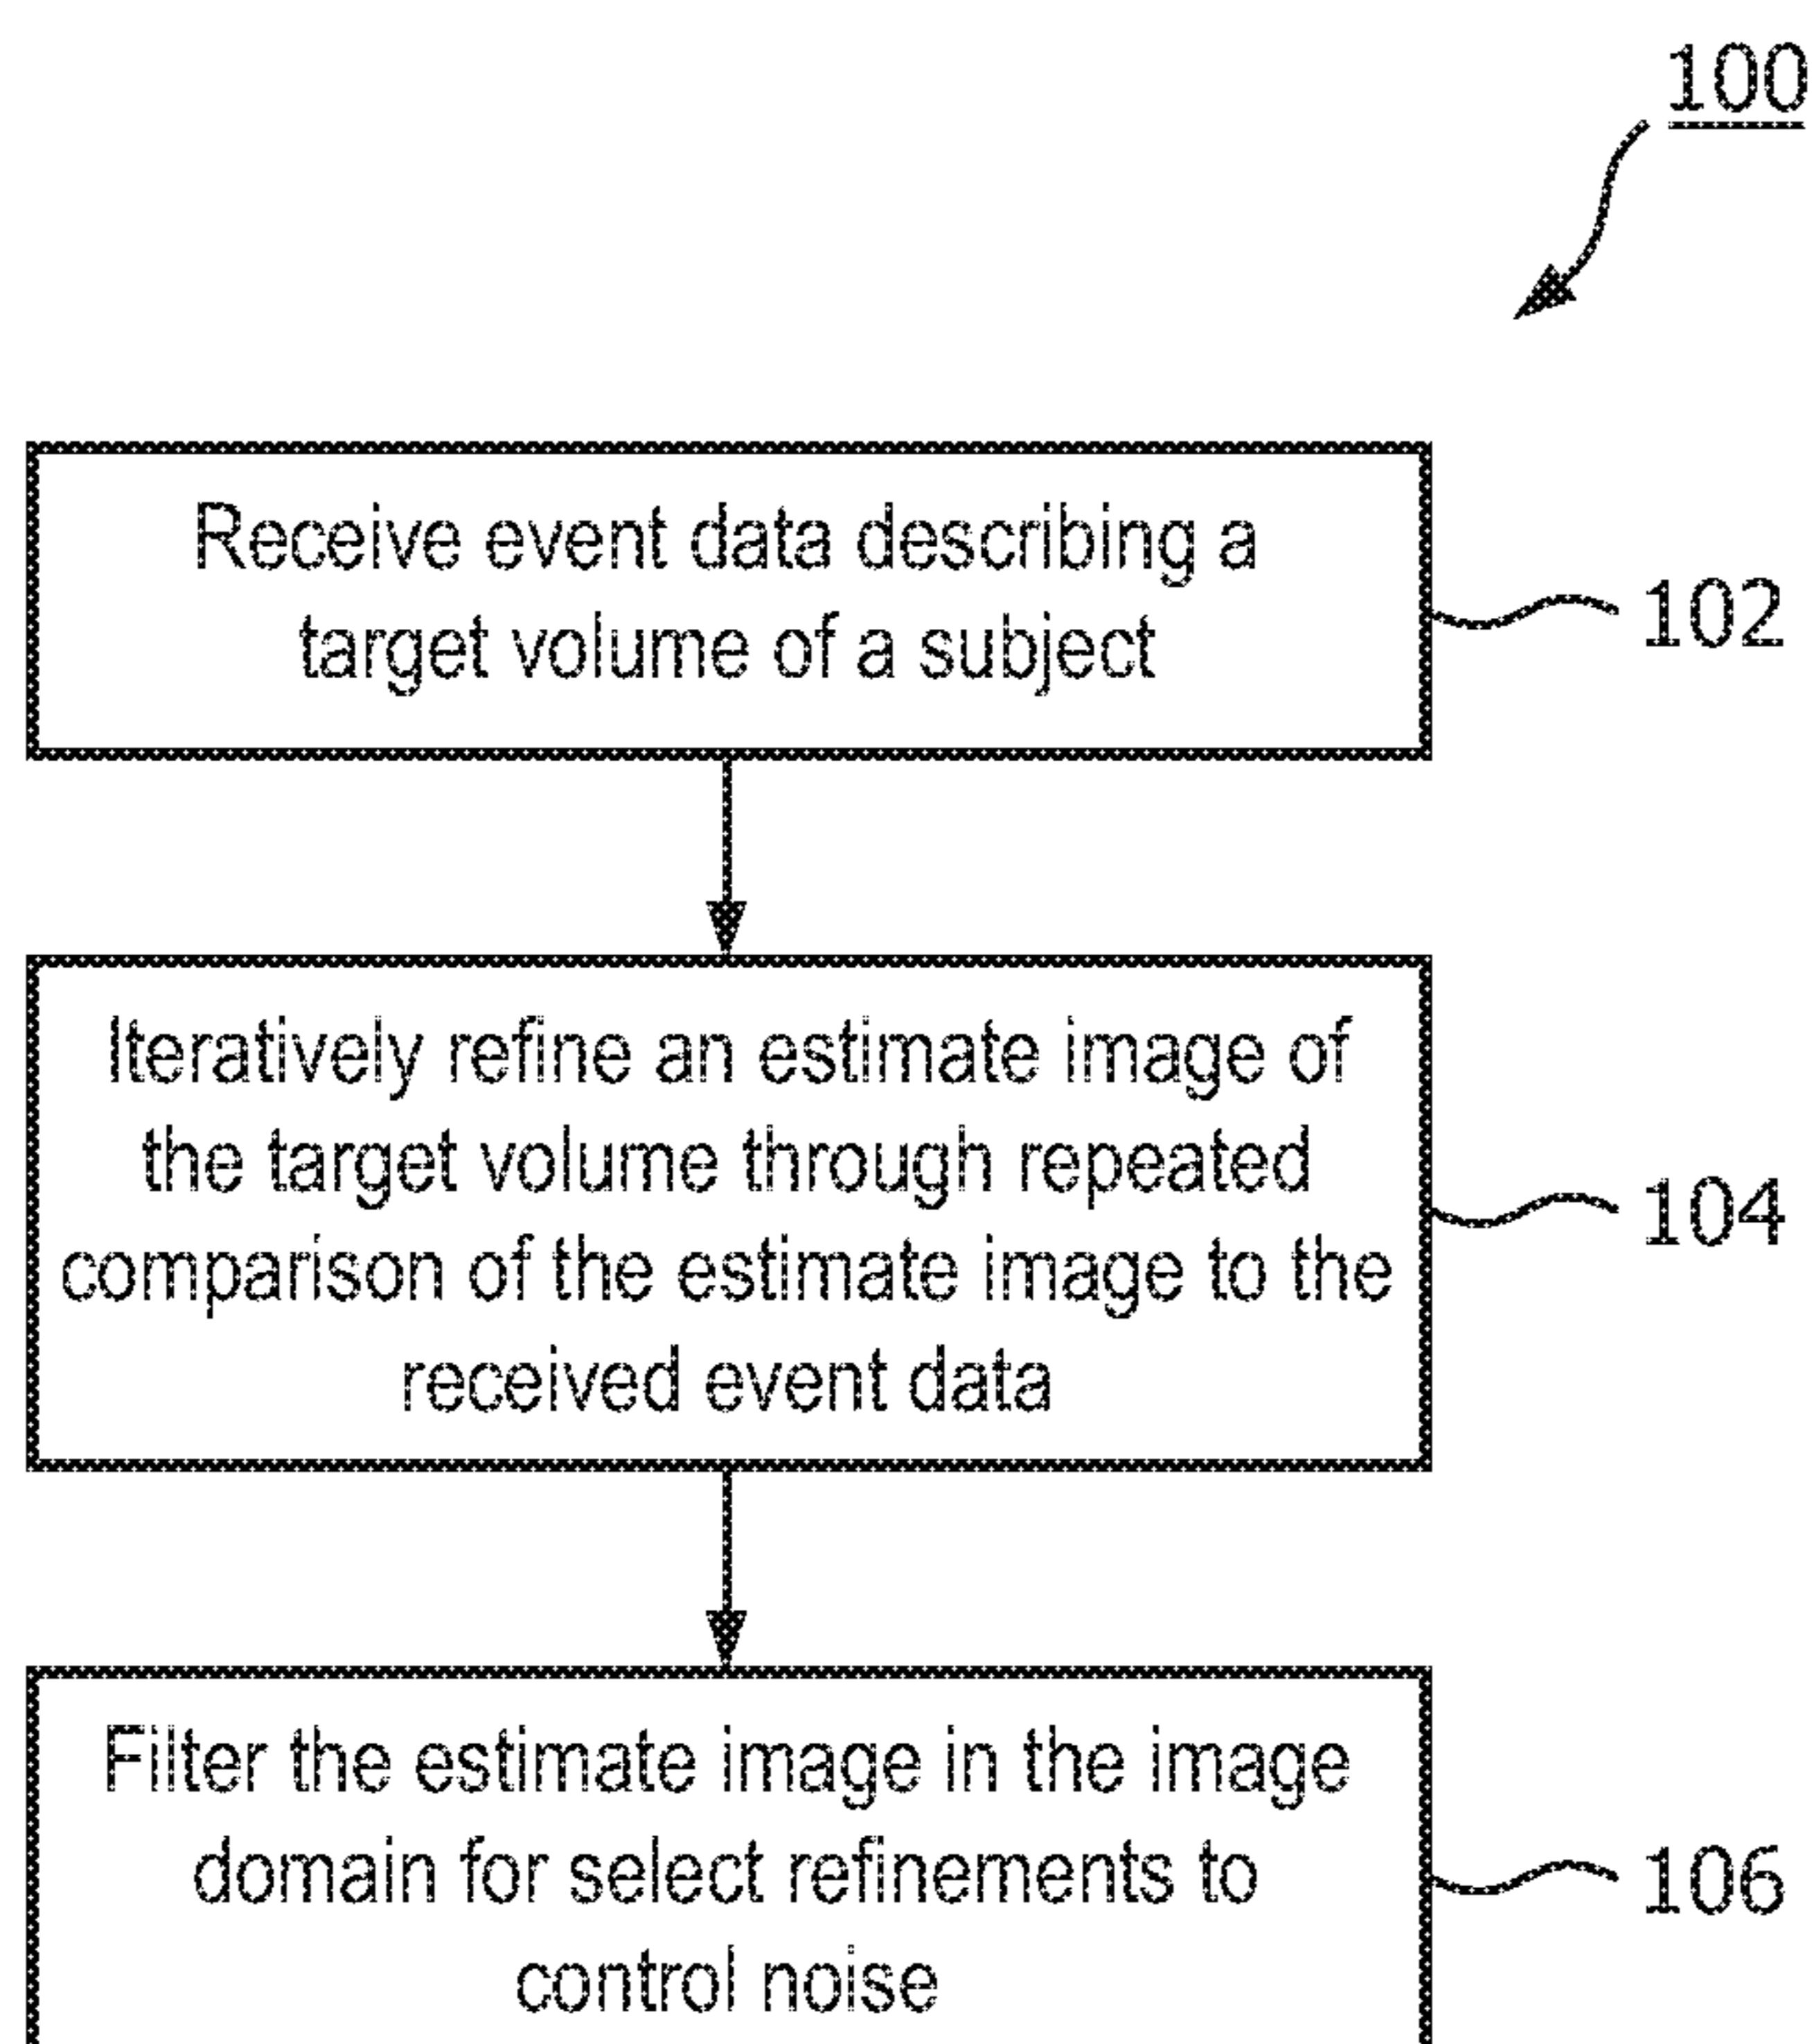 100
Receive event data describing a
target volume of a subject
102
Iteratively refine an estimate image of
the target volume through repeated
comparison of the estimate image to the
received event data
104
Filter the estimate image in the image
domain for select refinements to
control noise
106